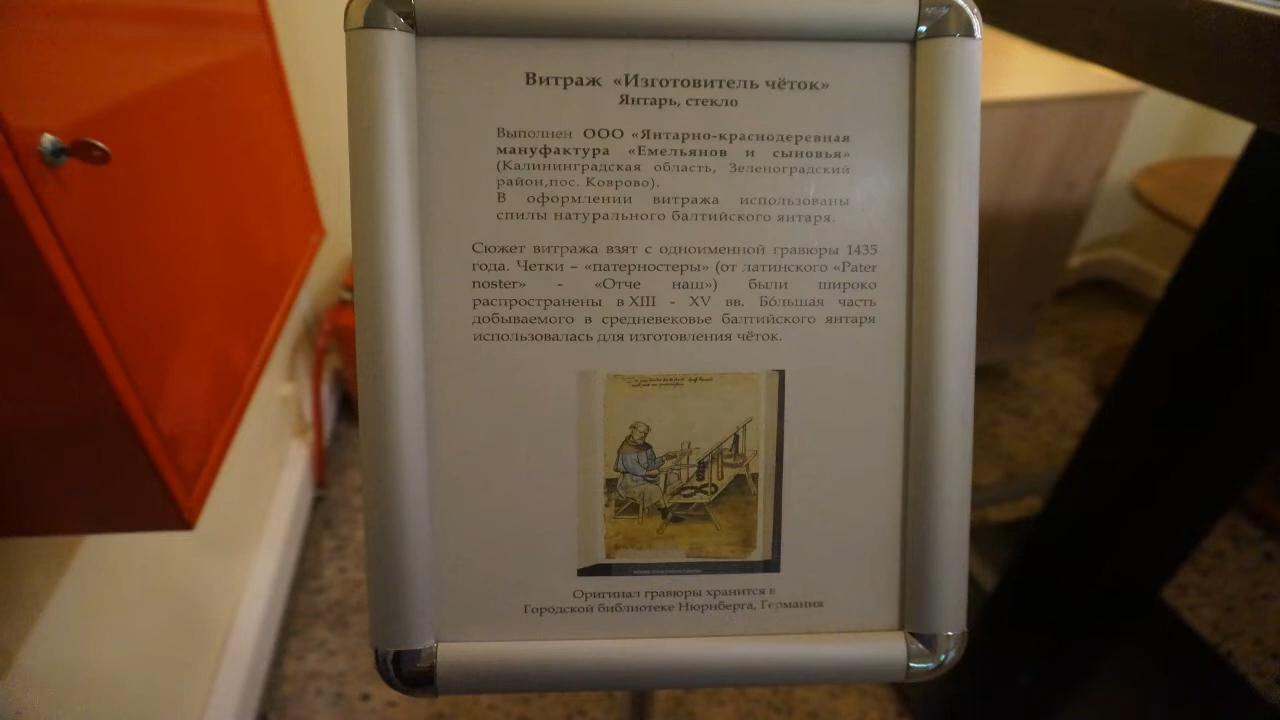 Витраж «Изготовитель чёток»
Янтарь, стекло
Выполнен ООО «Янтарно-краснодеревная
мануфактура «Емельянов и сыновья»
(Калининградская область, Зеленоградский
район,пос. Коврово).
В оформлении витража использованы
спилы натурального балтийского янтаря.
Сюжет витража взят с одноименной гравюры 1435
года. Четки – «патерностеры» (от латинского «Pater
noster» - «Отче наш») были широко
распространены в XIII - XV вв. Бóльшая часть
добываемого в средневековье балтийского янтаря
использовалась для изготовления чёток.
Оригинал гравюры хранится в
Городской библиотеке Нюрнберга, Германия